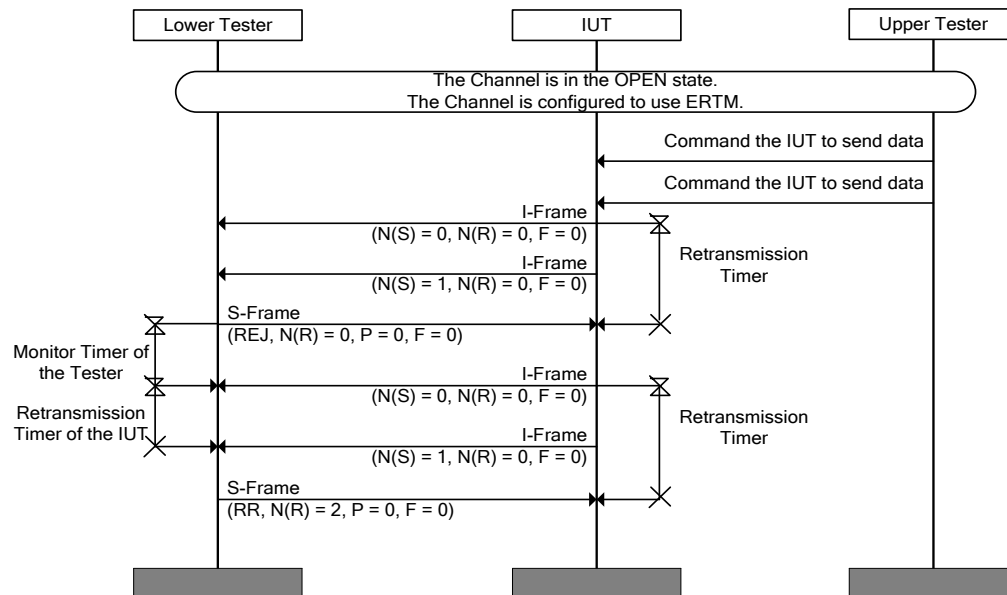 Lower Tester
IUT
Upper Tester
The Channel is in the OPEN state.
The Channel is configured to use ERTM.
Command the IUT to send data
Command the IUT to send data
I-Frame
(N(S) = 0, N(R) = 0, F = 0)
Retransmission
Timer
I-Frame
(N(S) = 1, N(R) = 0, F = 0)
S-Frame
(REJ, N(R) = 0, P = 0, F = 0)
Monitor Timer of
the Tester
I-Frame
(N(S) = 0, N(R) = 0, F = 0)
Retransmission
Timer of the IUT
Retransmission
Timer
I-Frame
(N(S) = 1, N(R) = 0, F = 0)
S-Frame
(RR, N(R) = 2, P = 0, F = 0)